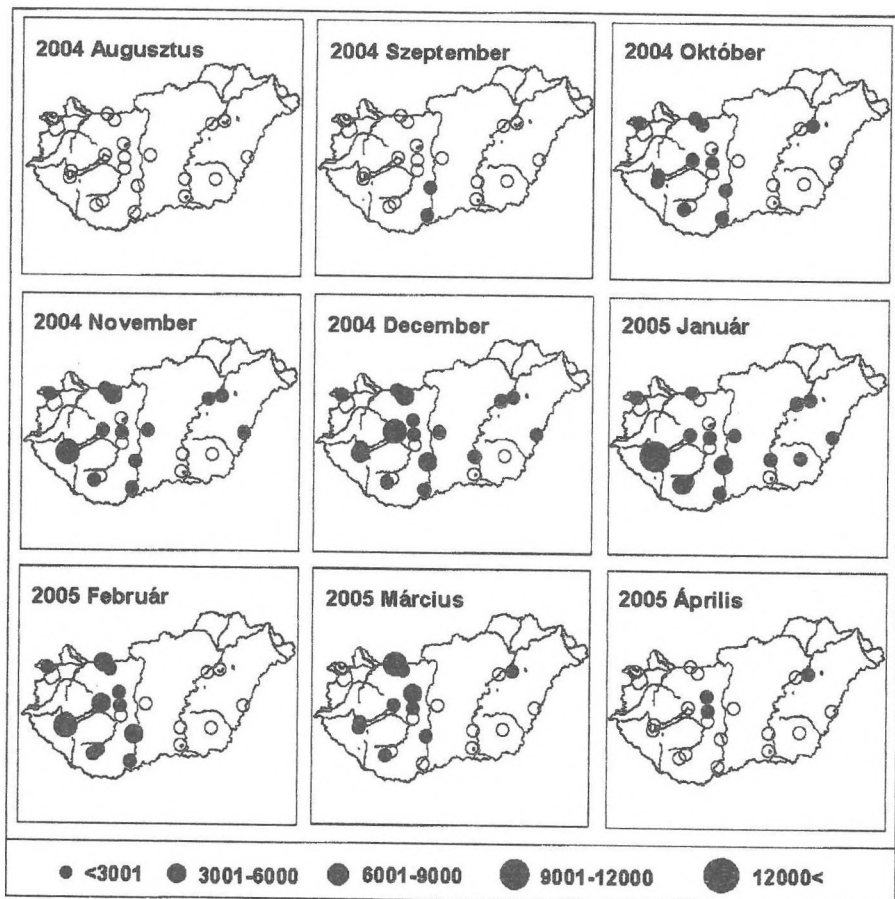 2004 Augusztus
2004 Szeptember
2004 Október
2004 November
2004 December
2005 Január
2005 Február
2005 Március
2005 Április
<3001
3001-6000
6001-9000
9001-12000
12000<